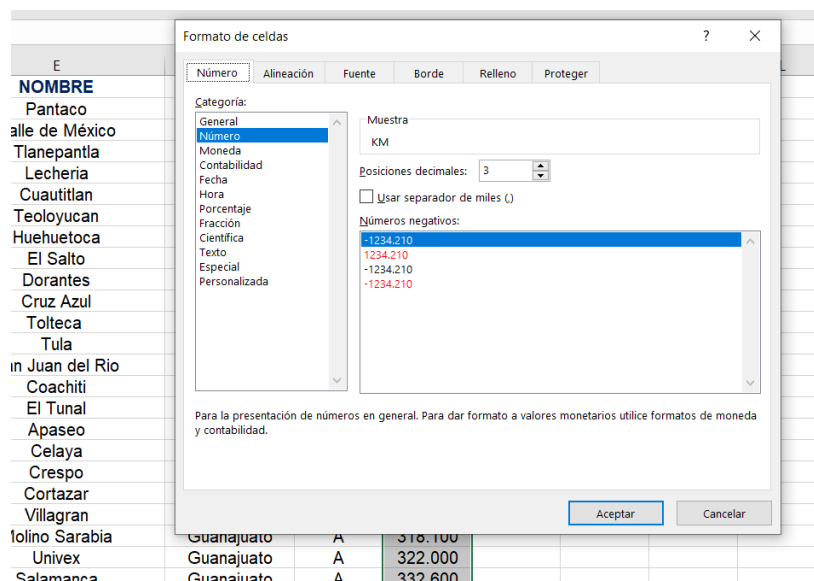 Formato de celdas ? ×
Número Alineación Fuente Borde Relleno Proteger
Categoría:
General
Número
Moneda
Contabilidad
Fecha
Hora
Porcentaje
Fracción
Científica
Texto
Especial
Personalizada
Muestra
KM
Posiciones decimales: 3
Usar separador de miles (,)
Números negativos:
-1234.210
1234.210
-1234.210
-1234.210
Para la presentación de números en general. Para dar formato a valores monetarios utilice formatos de moneda
y contabilidad.
Aceptar Cancelar
E
NOMBRE
Pantaco
alle de México
Tlanepantla
Lecheria
Cuautitlan
Teoloyucan
Huehuetoca
El Salto
Dorantes
Cruz Azul
Tolteca
Tula
an Juan del Rio
Coachiti
El Tunal
Apaseo
Celaya
Crespo
Cortazar
Villagran
Molino Sarabia Guanajuato A 318.100
Univex Guanajuato A 322.000
Salamanca Guanajuato A 332.600